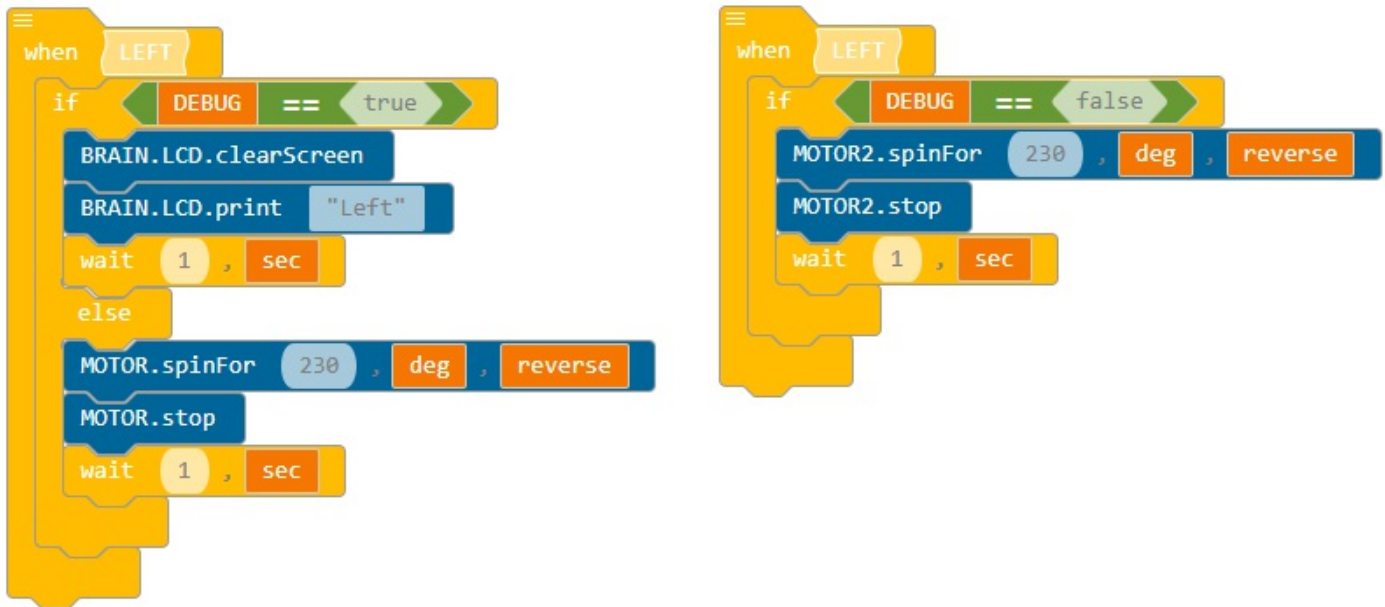 when LEFT
if DEBUG == true
BRAIN.LCD.clearScreen
BRAIN.LCD.print "Left"
wait 1 , sec
else
MOTOR.spinFor 230 , deg , reverse
MOTOR.stop
wait 1 , sec
when LEFT
if DEBUG == false
MOTOR2.spinFor 230 , deg , reverse
MOTOR2.stop
wait 1 , sec